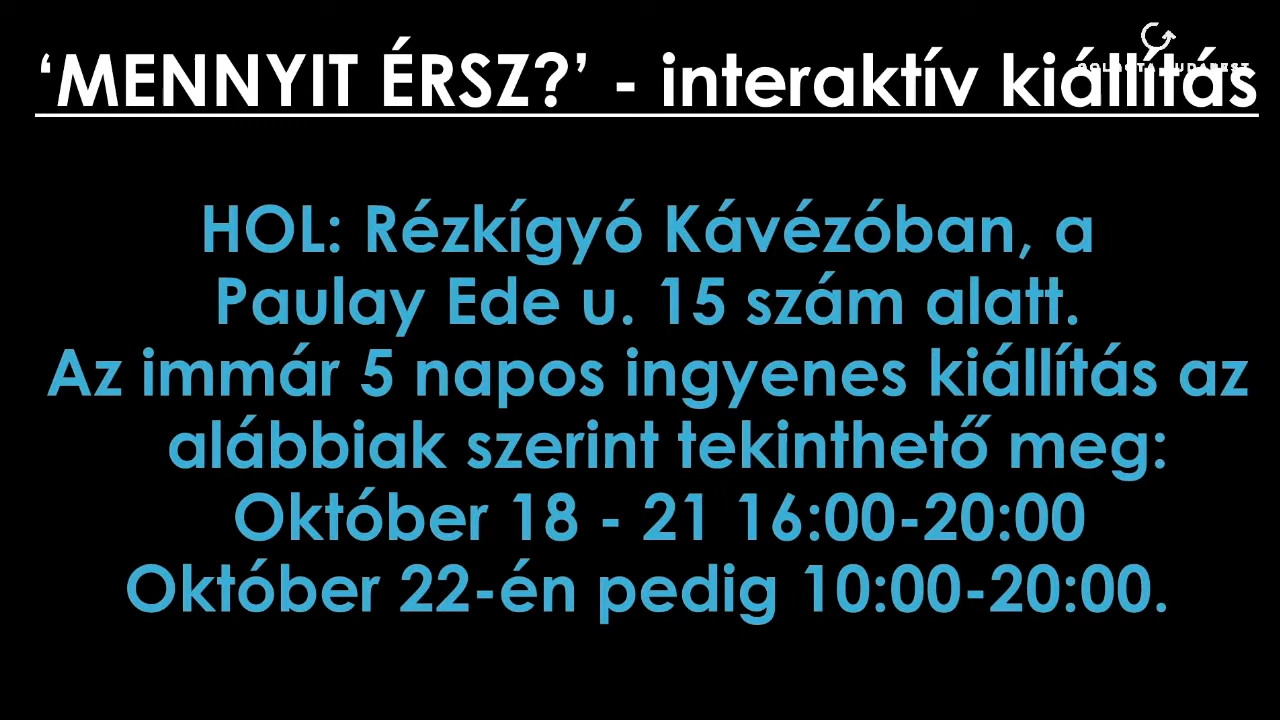 ‘MENNYIT ÉRSZ?’ - interaktív kiállítás
HOL: Rézkígyó Kávézóban, a
Paulay Ede u. 15 szám alatt.
Az immár 5 napos ingyenes kiállítás az
alábbiak szerint tekinthető meg:
Október 18 - 21 16:00-20:00
Október 22-én pedig 10:00-20:00.